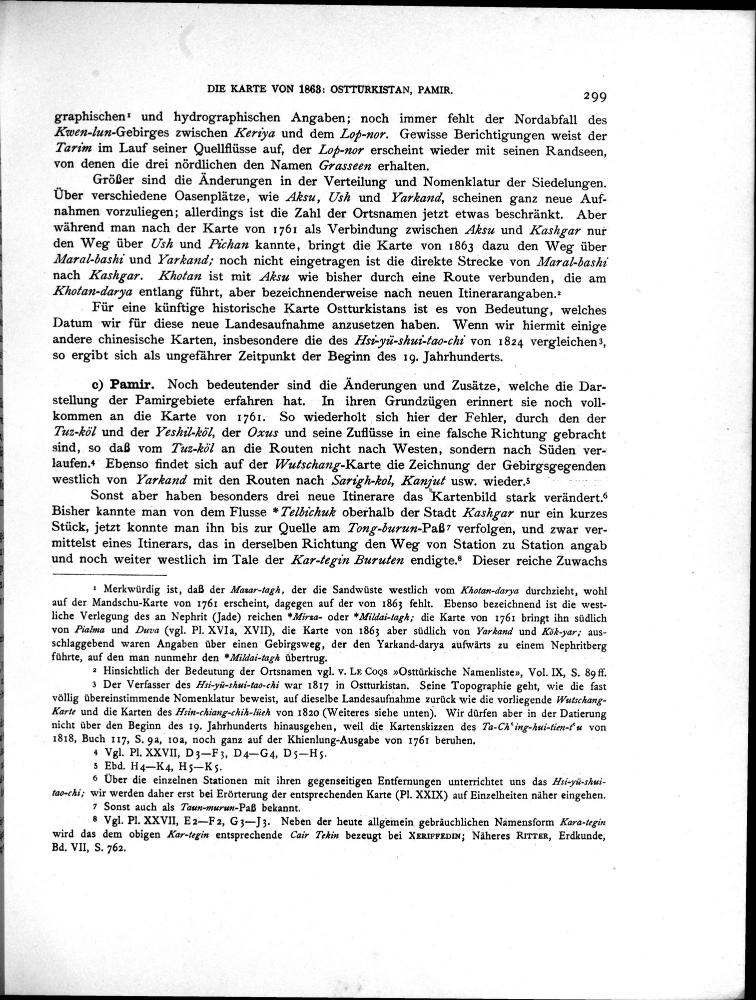 DIE KARTE VON 1863: OSTTURKISTAN, PAMIR.
299
graphischen¹ und hydrographischen Angaben; noch immer fehlt der Nordabfall des
Kwen-lun-Gebirges zwischen Keriya und dem Lop-nor. Gewisse Berichtigungen weist der
Tarim im Lauf seiner Quellflüsse auf, der Lop-nor erscheint wieder mit seinen Randseen,
von denen die drei nördlichen den Namen Grasseen erhalten.
Größer sind die Änderungen in der Verteilung und Nomenklatur der Siedelungen.
Über verschiedene Oasenplätze, wie Aksu, Ush und Yarkand, scheinen ganz neue Auf-
nahmen vorzuliegen; allerdings ist die Zahl der Ortsnamen jetzt etwas beschränkt. Aber
während man nach der Karte von 1761 als Verbindung zwischen Aksu und Kashgar nur
den Weg über Ush und Pichan kannte, bringt die Karte von 1863 dazu den Weg über
Maral-bashi und Yarkand; noch nicht eingetragen ist die direkte Strecke von Maral-bashi
nach Kashgar. Khotan ist mit Aksu wie bisher durch eine Route verbunden, die am
Khotan-darya entlang führt, aber bezeichnenderweise nach neuen Itinerarangaben.²
Für eine künftige historische Karte Ostturkistans ist es von Bedeutung, welches
Datum wir für diese neue Landesaufnahme anzusetzen haben. Wenn wir hiermit einige
andere chinesische Karten, insbesondere die des Hsi-yü-shui-tao-chi von 1824 vergleichen³,
so ergibt sich als ungefährer Zeitpunkt der Beginn des 19. Jahrhunderts.
c) Pamir. Noch bedeutender sind die Änderungen und Zusätze, welche die Dar-
stellung der Pamirgebiete erfahren hat. In ihren Grundzügen erinnert sie noch voll-
kommen an die Karte von 1761. So wiederholt sich hier der Fehler, durch den der
Tuz-köl und der Yeshil-köl, der Oxus und seine Zuflüsse in eine falsche Richtung gebracht
sind, so daß vom Tuz-köl an die Routen nicht nach Westen, sondern nach Süden ver-
laufen.⁴ Ebenso findet sich auf der Wutschang-Karte die Zeichnung der Gebirgsgegenden
westlich von Yarkand mit den Routen nach Sarigh-kol, Kanjut usw. wieder.⁵
Sonst aber haben besonders drei neue Itinerare das Kartenbild stark verändert.⁶
Bisher kannte man von dem Flusse *Telbichuk oberhalb der Stadt Kashgar nur ein kurzes
Stück, jetzt konnte man ihn bis zur Quelle am Tong-burun-Paß⁷ verfolgen, und zwar ver-
mittelst eines Itinerars, das in derselben Richtung den Weg von Station zu Station angab
und noch weiter westlich im Tale der Kar-tegin Buruten endigte.⁸ Dieser reiche Zuwachs
¹ Merkwürdig ist, daß der Mazar-tagh, der die Sandwüste westlich vom Khotan-darya durchzieht, wohl
auf der Mandschu-Karte von 1761 erscheint, dagegen auf der von 1863 fehlt. Ebenso bezeichnend ist die west-
liche Verlegung des an Nephrit (Jade) reichen *Mirza- oder *Mildai-tagh; die Karte von 1761 bringt ihn südlich
von Pialma und Duva (vgl. Pl. XVIa, XVII), die Karte von 1863 aber südlich von Yarkand und Kök-yar; aus-
schlaggebend waren Angaben über einen Gebirgsweg, der den Yarkand-darya aufwärts zu einem Nephritberg
führte, auf den man nunmehr den *Mildai-tagh übertrug.
² Hinsichtlich der Bedeutung der Ortsnamen vgl. v. LE COQS »Osttürkische Namenliste», Vol. IX, S. 89 ff.
³ Der Verfasser des Hsi-yü-shui-tao-chi war 1817 in Ostturkistan. Seine Topographie geht, wie die fast
völlig übereinstimmende Nomenklatur beweist, auf dieselbe Landesaufnahme zurück wie die vorliegende Wutschang-
Karte und die Karten des Hsin-chiang-chih-lüeh von 1820 (Weiteres siehe unten). Wir dürfen aber in der Datierung
nicht über den Beginn des 19. Jahrhunderts hinausgehen, weil die Kartenskizzen des Ta-Ch‘ing-hui-tien-t‘u von
1818, Buch 117, S. 9a, 10a, noch ganz auf der Khienlung-Ausgabe von 1761 beruhen.
⁴ Vgl. Pl. XXVII, D3—F3, D4—G4, D5—H5.
⁵ Ebd. H4—K4, H5—K5.
⁶ Über die einzelnen Stationen mit ihren gegenseitigen Entfernungen unterrichtet uns das Hsi-yü-shui-
tao-chi; wir werden daher erst bei Erörterung der entsprechenden Karte (Pl. XXIX) auf Einzelheiten näher eingehen.
⁷ Sonst auch als Taun-murun-Paß bekannt.
⁸ Vgl. Pl. XXVII, E2—F2, G3—J3. Neben der heute allgemein gebräuchlichen Namensform Kara-tegin
wird das dem obigen Kar-tegin entsprechende Cair Tekin bezeugt bei XERIFFEDIN; Näheres RITTER, Erdkunde,
Bd. VII, S. 762.